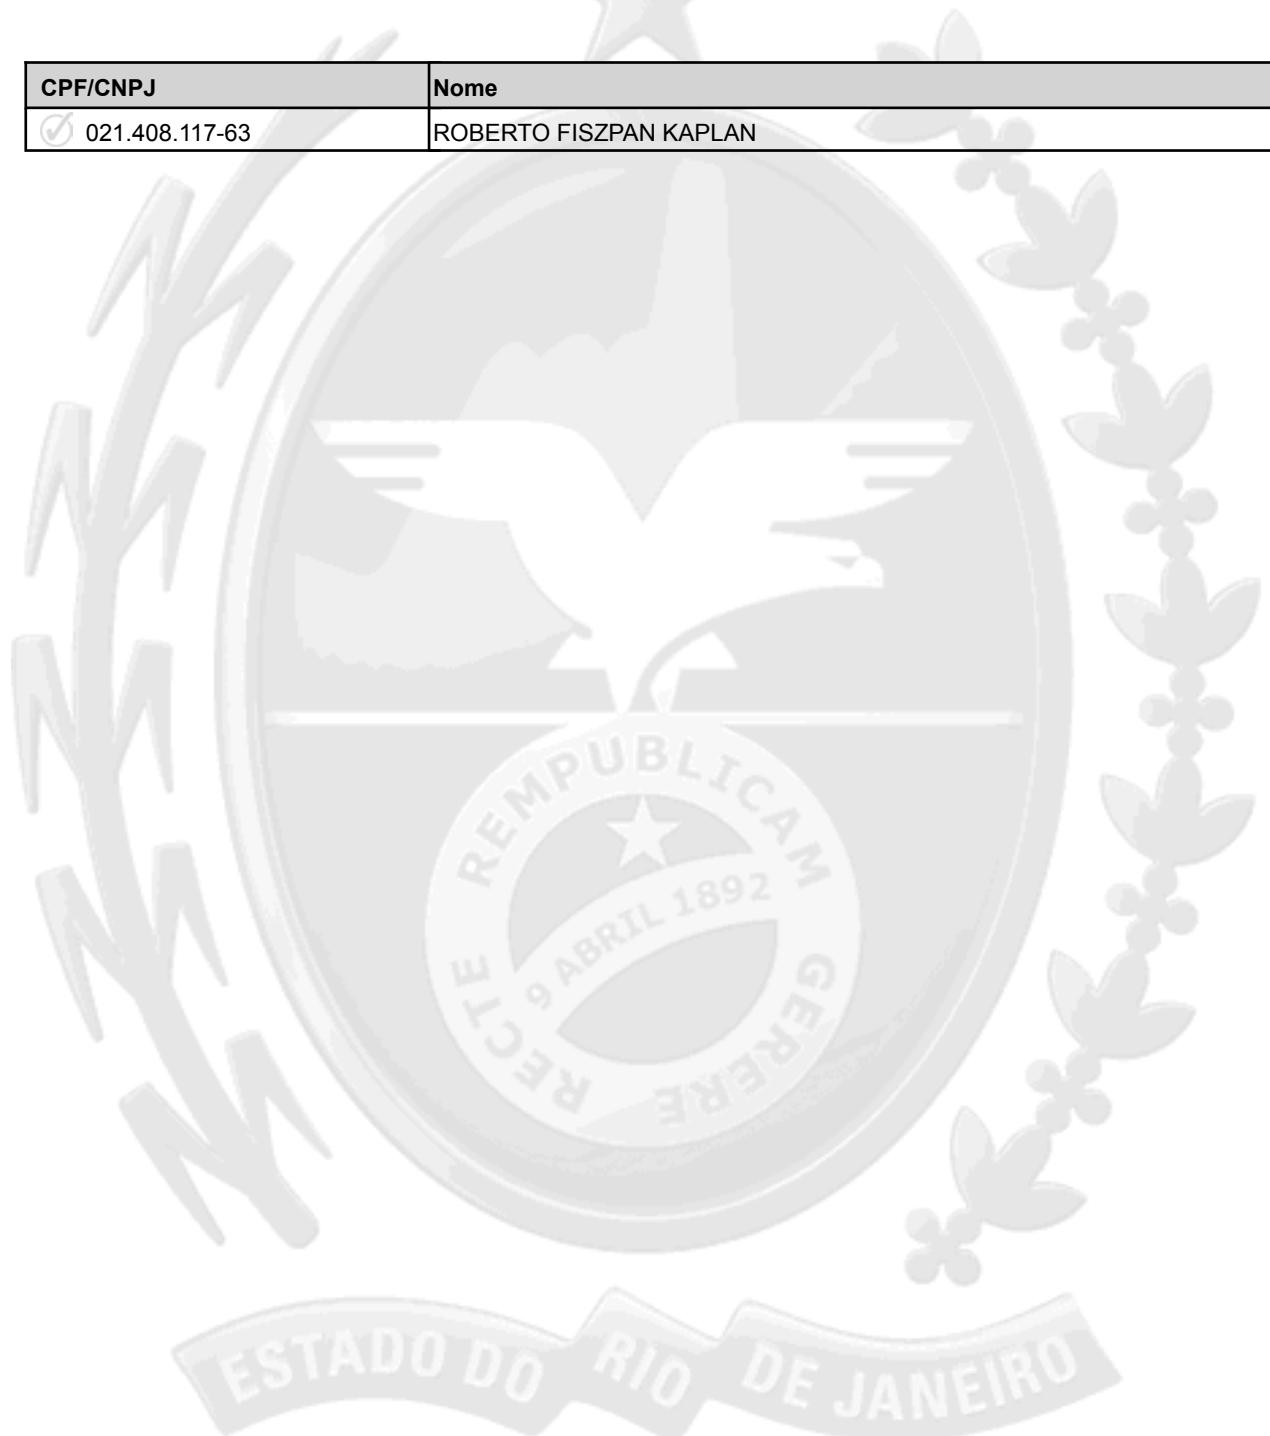 CPF/CNPJ Nome
021.408.117-63 ROBERTO FISZPAN KAPLAN
RECTE REMPUBLICAM GERERE
9 ABRIL 1892
ESTADO DO RIO DE JANEIRO